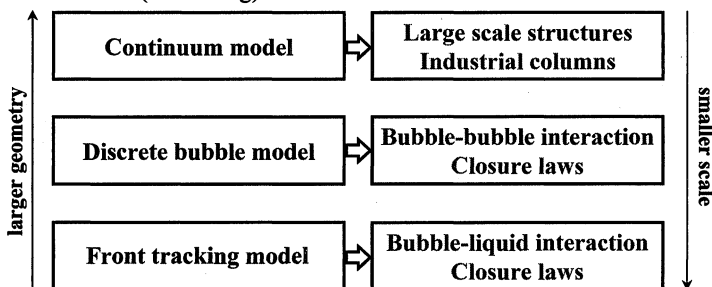 Continuum model
Large scale structures
Industrial columns
Discrete bubble model
Bubble-bubble interaction
Closure laws
Front tracking model
Bubble-liquid interaction
Closure laws
larger geometry
smaller scale